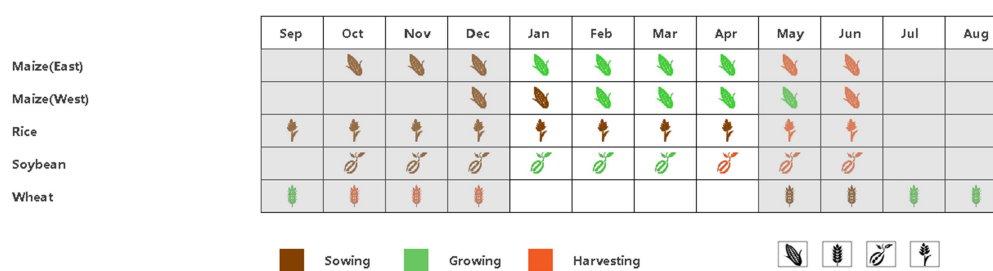 Sep Oct Nov Dec Jan Feb Mar Apr May Jun Jul Aug
Maize(East)
Maize(West)
Rice
Soybean
Wheat
Sowing Growing Harvesting